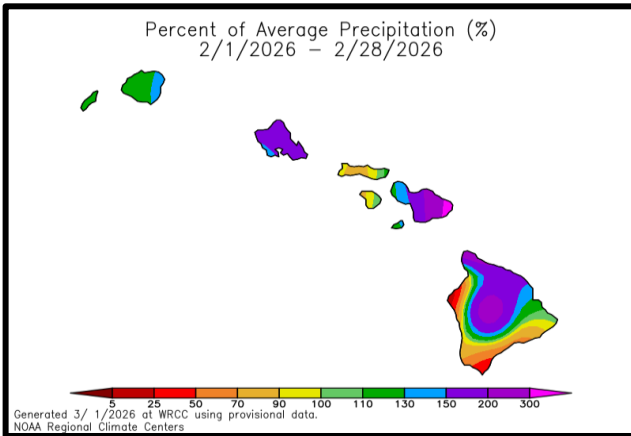 Percent of Average Precipitation (%)
2/1/2026 – 2/28/2026
5 25 50 70 90 100 110 130 150 200 300
Generated 3/ 1/2026 at WRCC using provisional data.
NOAA Regional Climate Centers